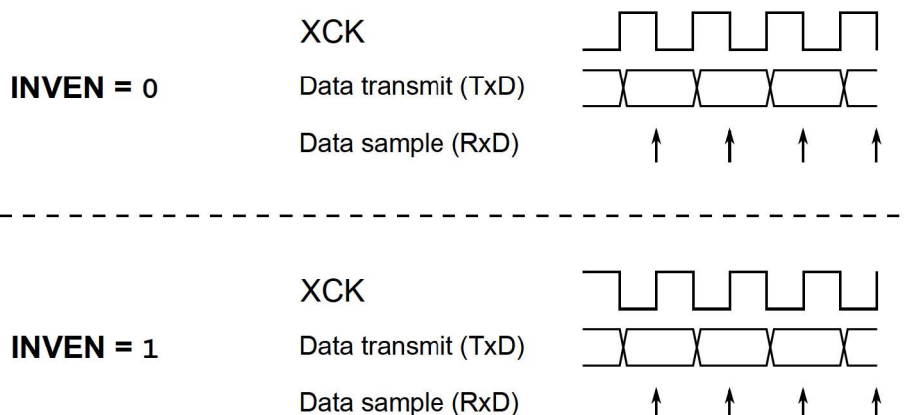 XCK
INVEN = 0 Data transmit (TxD)
Data sample (RxD)
XCK
INVEN = 1 Data transmit (TxD)
Data sample (RxD)